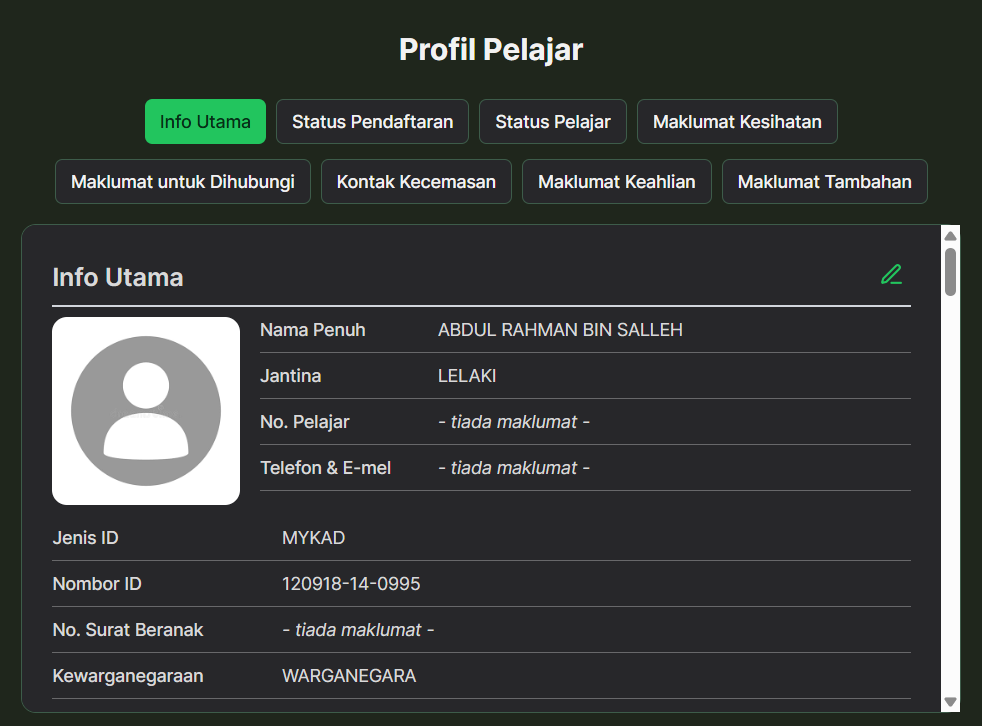 Profil Pelajar
Info Utama Status Pendaftaran Status Pelajar Maklumat Kesihatan
Maklumat untuk Dihubungi Kontak Kecemasan Maklumat Keahlian Maklumat Tambahan
Info Utama
Nama Penuh ABDUL RAHMAN BIN SALLEH
Jantina LELAKI
No. Pelajar - tiada maklumat -
Telefon & E-mel - tiada maklumat -
Jenis ID MYKAD
Nombor ID 120918-14-0995
No. Surat Beranak - tiada maklumat -
Kewarganegaraan WARGANEGARA